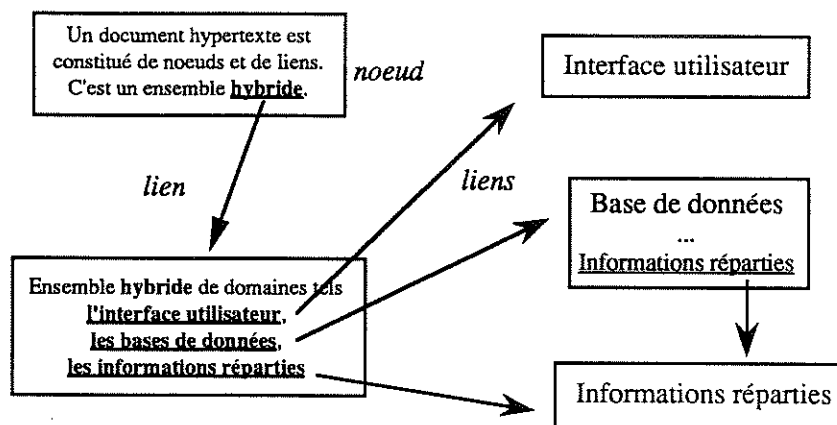 Un document hypertexte est
constitué de noeuds et de liens.
C'est un ensemble hybride.
noeud
Interface utilisateur
lien
liens
Base de données
...
Informations réparties
Ensemble hybride de domaines tels
l'interface utilisateur,
les bases de données,
les informations réparties
Informations réparties